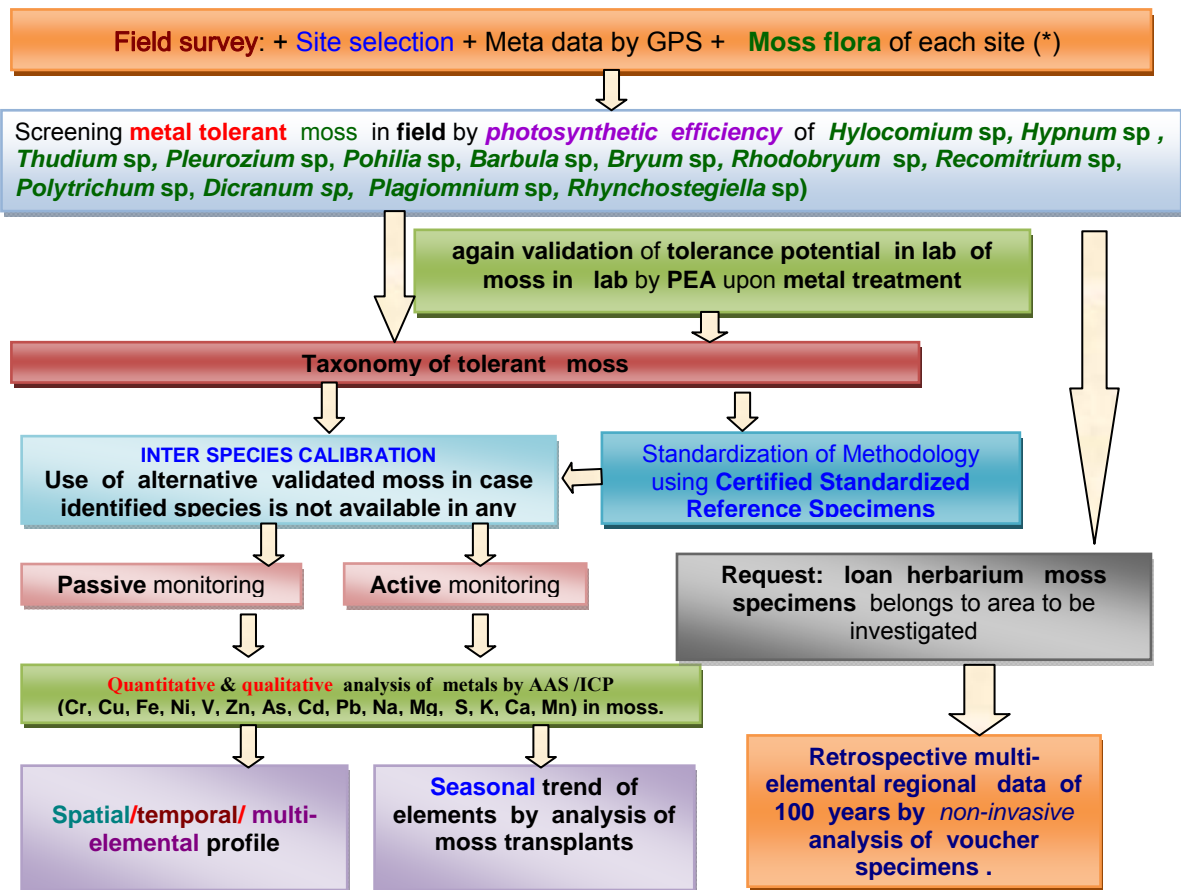 Field survey: + Site selection + Meta data by GPS + Moss flora of each site (*)
Screening metal tolerant moss in field by photosynthetic efficiency of Hylocomium sp, Hypnum sp ,
Thudium sp, Pleurozium sp, Pohilia sp, Barbula sp, Bryum sp, Rhodobryum sp, Recomitrium sp,
Polytrichum sp, Dicranum sp, Plagiomnium sp, Rhynchostegiella sp)
again validation of tolerance potential in lab of
moss in lab by PEA upon metal treatment
Taxonomy of tolerant moss
INTER SPECIES CALIBRATION
Use of alternative validated moss in case
identified species is not available in any
Standardization of Methodology
using Certified Standardized
Reference Specimens
Passive monitoring
Active monitoring
Request: loan herbarium moss
specimens belongs to area to be
investigated
Quantitative & qualitative analysis of metals by AAS /ICP
(Cr, Cu, Fe, Ni, V, Zn, As, Cd, Pb, Na, Mg, S, K, Ca, Mn) in moss.
Spatial/temporal/ multi-
elemental profile
Seasonal trend of
elements by analysis of
moss transplants
Retrospective multi-
elemental regional data of
100 years by non-invasive
analysis of voucher
specimens .